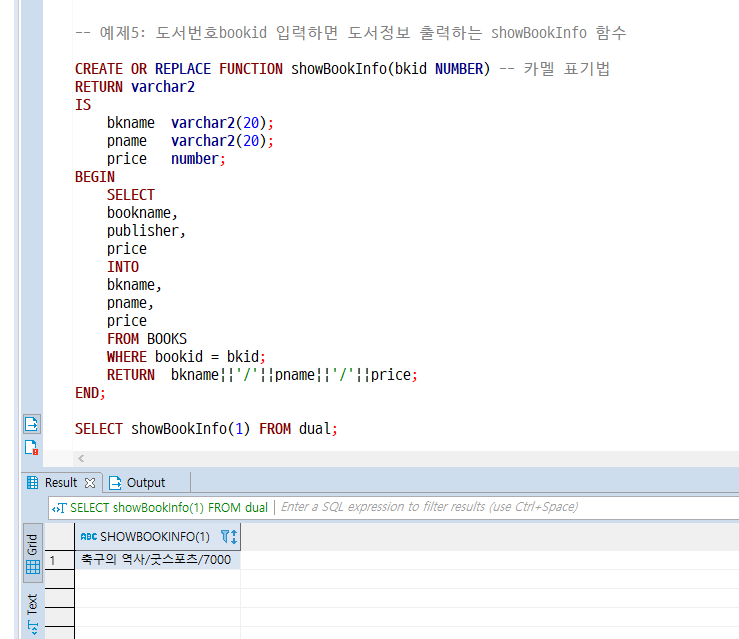 -- 예제5: 도서번호bookid 입력하면 도서정보 출력하는 showBookInfo 함수
CREATE OR REPLACE FUNCTION showBookInfo(bkid NUMBER) -- 카멜 표기법
RETURN varchar2
IS
bkname varchar2(20);
pname varchar2(20);
price number;
BEGIN
SELECT
bookname,
publisher,
price
INTO
bkname,
pname,
price
FROM BOOKS
WHERE bookid = bkid;
RETURN bkname||'/'||pname||'/'||price;
END;
SELECT showBookInfo(1) FROM dual;
Result Output
SELECT showBookInfo(1) FROM dual Enter a SQL expression to filter results (use Ctrl+Space)
Grid
ABC SHOWBOOKINFO(1)
1 축구의 역사/굿스포츠/7000
Text